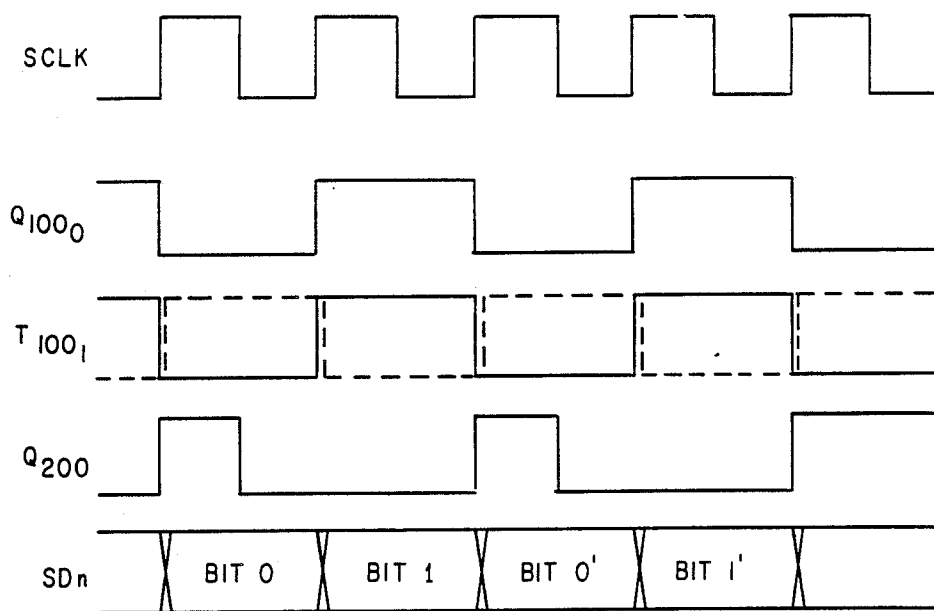 SCLK
Q100₀
T100₁
Q200
SDn BIT 0 BIT 1 BIT 0' BIT 1'